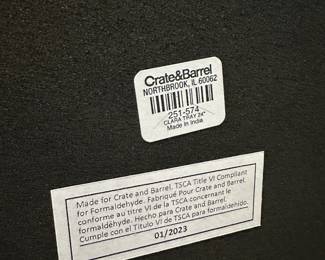 Crate&Barrel
NORTHBROOK, IL 60062
251-574
CLARA TRAY 24"
Made In India
Made for Crate and Barrel. TSCA Title VI Compliant
for Formaldehyde. Fabriqué Pour Crate and Barrel.
conforme au titre VI de la TSCA concernant le
formaldéhyde. Hecho para Crate and Barrel.
Cumple con el Título VI de TSCA para formaldehído.
01/2023